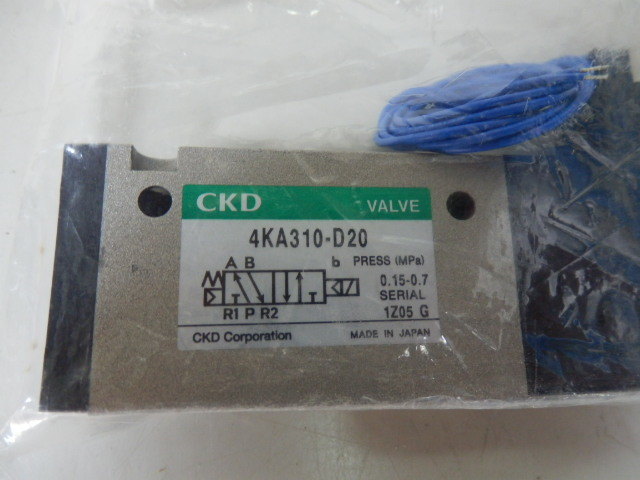 CKD VALVE
4KA310-D20
A B b PRESS (MPa)
0.15-0.7
SERIAL
R1 P R2 1Z05 G
CKD Corporation MADE IN JAPAN